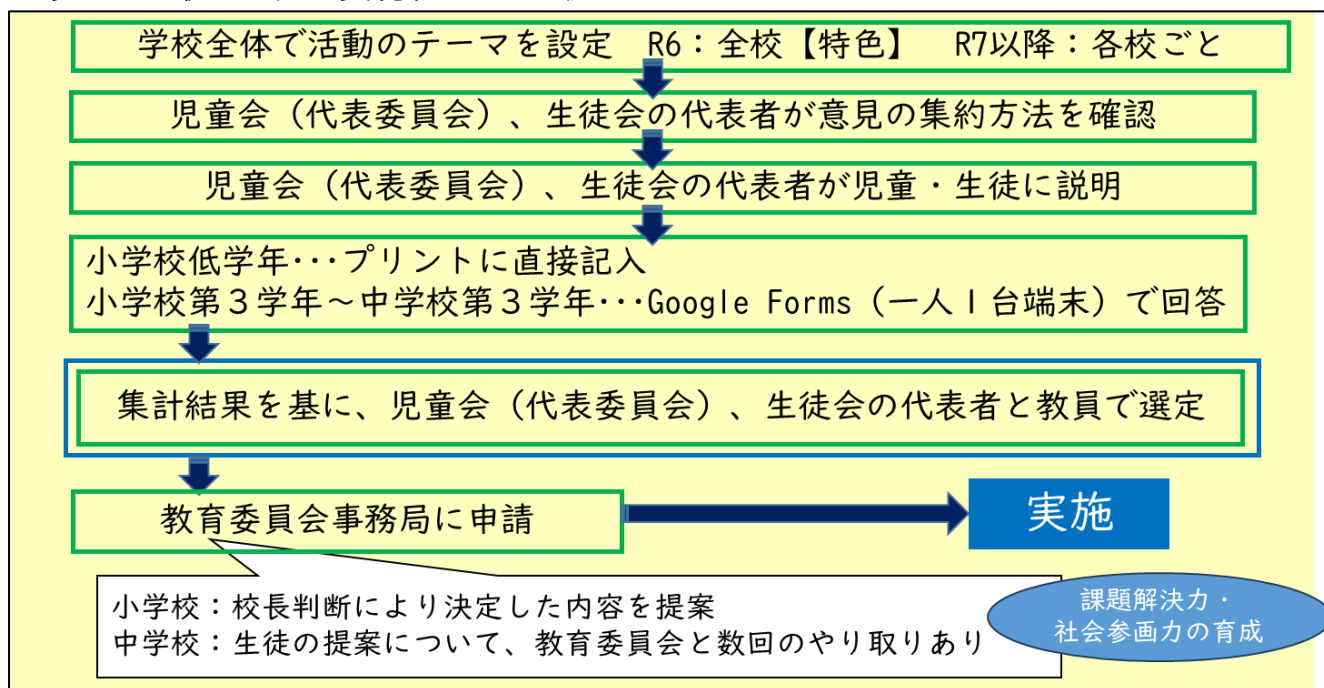 学校全体で活動のテーマを設定　R6：全校【特色】　R7以降：各校ごと
児童会（代表委員会）、生徒会の代表者が意見の集約方法を確認
児童会（代表委員会）、生徒会の代表者が児童・生徒に説明
小学校低学年･･･プリントに直接記入
小学校第３学年～中学校第３学年･･･Google Forms（一人１台端末）で回答
集計結果を基に、児童会（代表委員会）、生徒会の代表者と教員で選定
教育委員会事務局に申請
実施
小学校：校長判断により決定した内容を提案
中学校：生徒の提案について、教育委員会と数回のやり取りあり
課題解決力・
社会参画力の育成